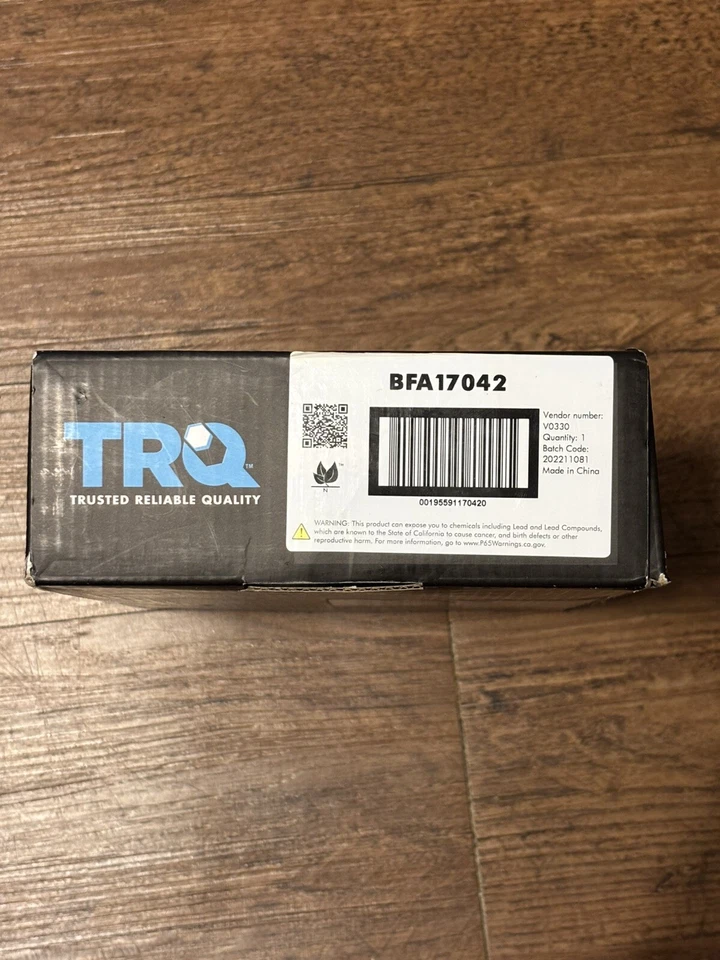 TRQ™
TRUSTED RELIABLE QUALITY
BFA17042
00195591170420
N
Vendor number:
V0330
Quantity: 1
Batch Code:
202211081
Made in China
WARNING: This product can expose you to chemicals including Lead and Lead Compounds,
which are known to the State of California to cause cancer, and birth defects or other
reproductive harm. For more information, go to www.P65Warnings.ca.gov.